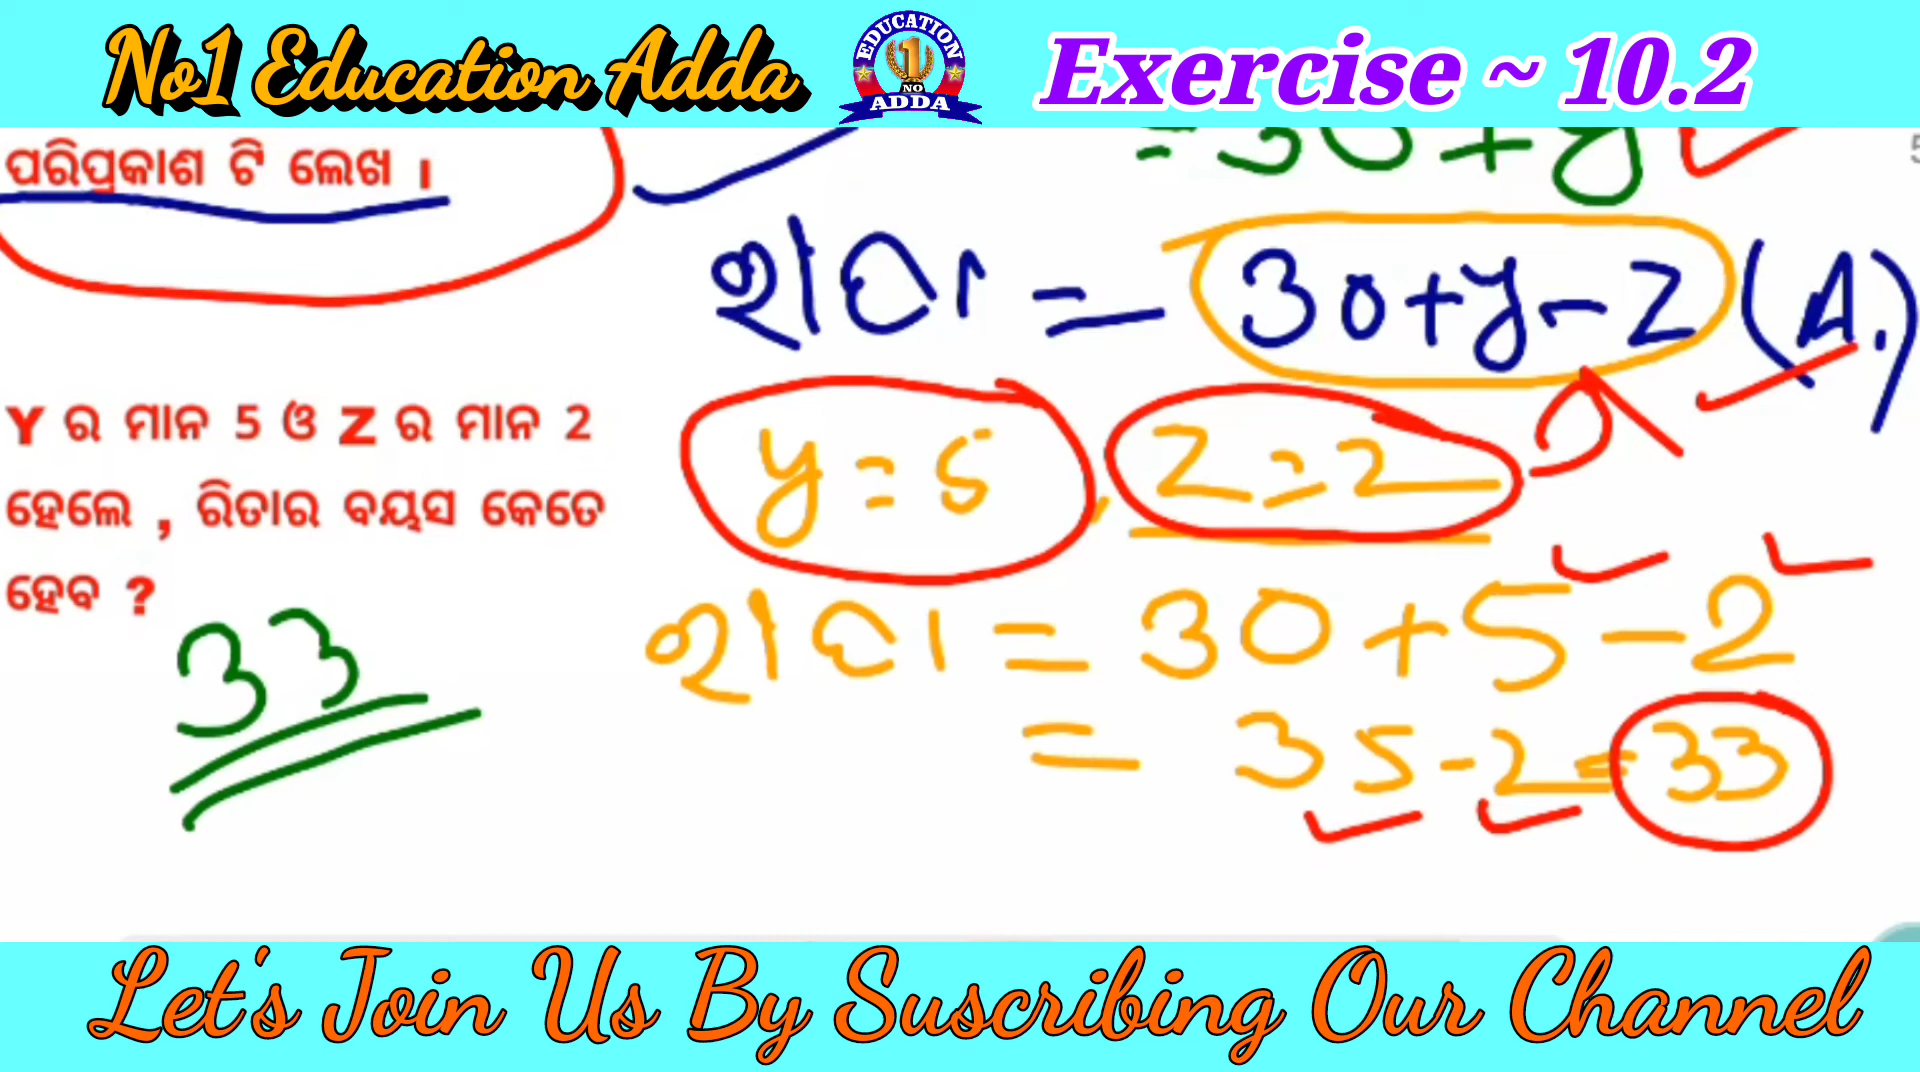 No1 Education Adda
EDUCATION
1
NO
ADDA
Exercise ~ 10.2
ପରିପ୍ରକାଶ ଟି ଲେଖ ।
= 30 + y
= 30+y-z (A.)
Y ର ମାନ 5 ଓ Z ର ମାନ 2
ହେଲେ , ରିତାର ବୟସ କେତେ
ହେବ ?
33
y = 5 , z = 2
= 30 + 5 - 2
= 35 - 2 = 33
Let's Join Us By Suscribing Our Channel